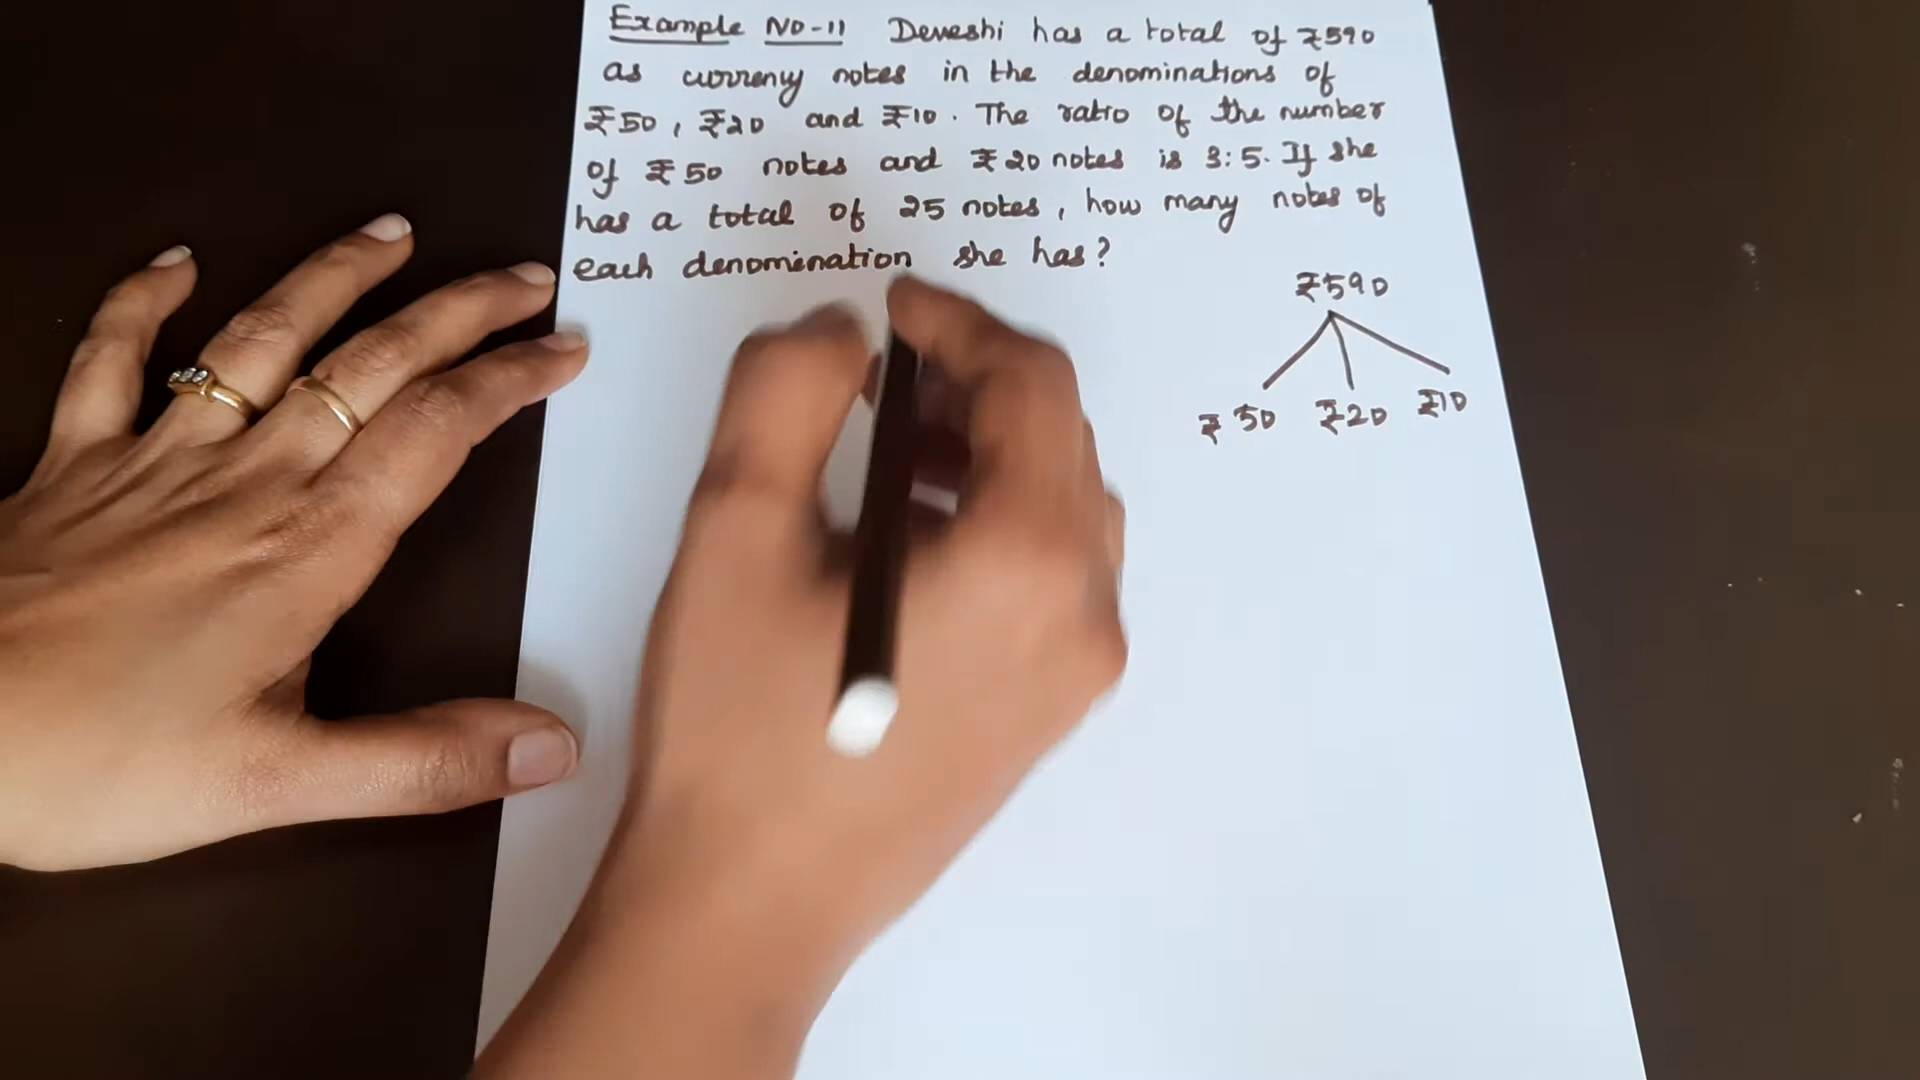 Example NO-11 Deveshi has a total of ₹590
as curreny notes in the denominations of
₹50, ₹20 and ₹10. The ratio of the number
of ₹50 notes and ₹20 notes is 3:5. If she
has a total of 25 notes, how many notes of
each denomination she has?
₹590
₹50 ₹20 ₹10